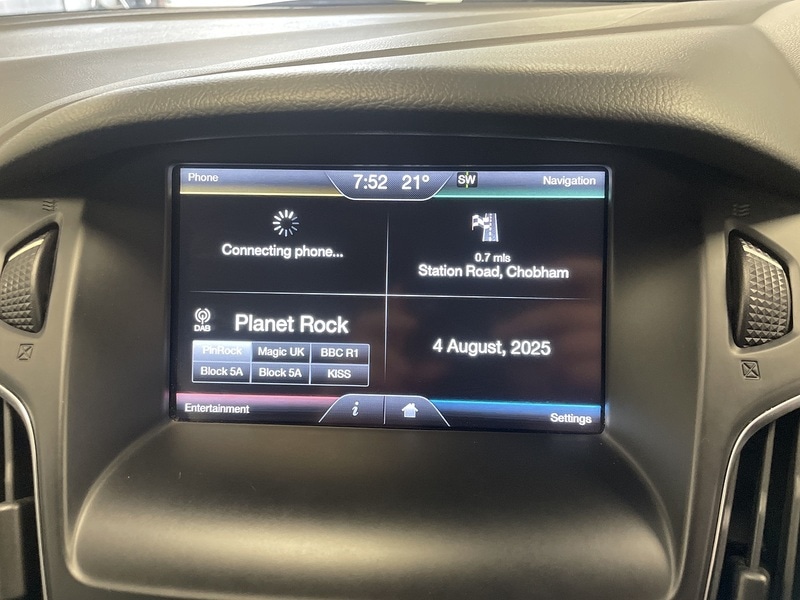 Phone
7:52 21° SW
Navigation
Connecting phone...
0.7 mls
Station Road, Chobham
DAB
Planet Rock
PlnRock Magic UK BBC R1
Block 5A Block 5A KISS
4 August, 2025
Entertainment
i
Settings